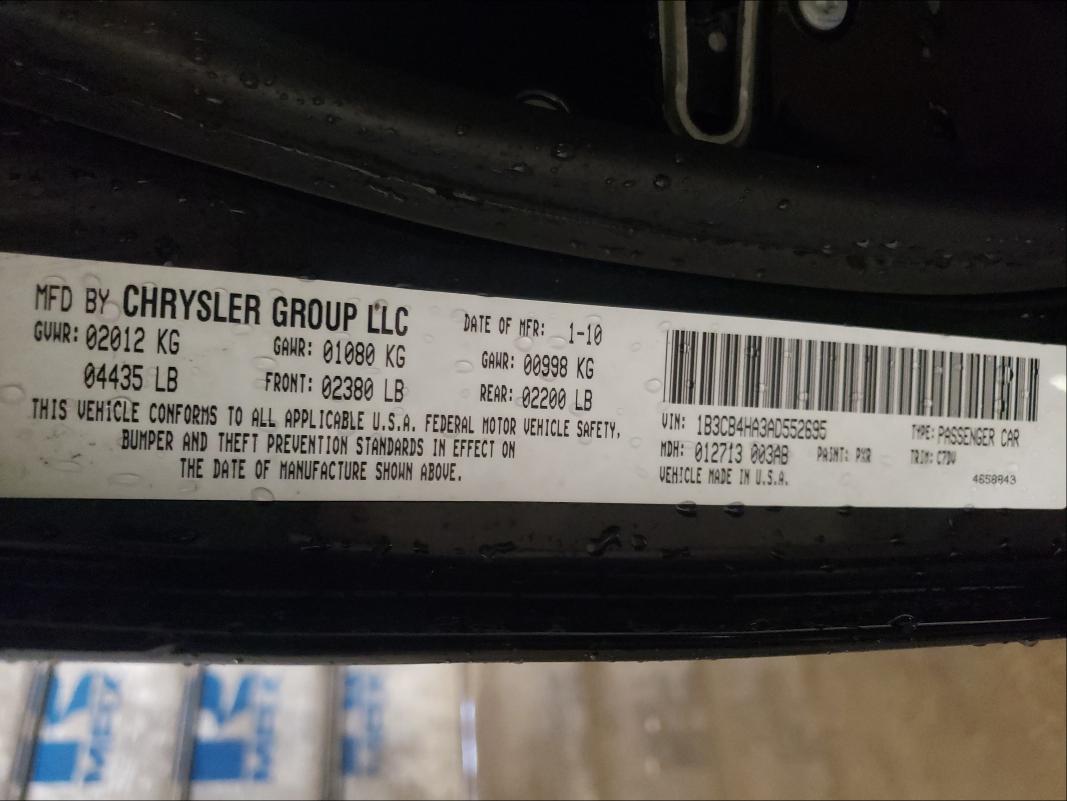 MFD BY CHRYSLER GROUP LLC
DATE OF MFR: 1-10
GVWR: 02012 KG
GAWR: 01080 KG
GAWR: 00998 KG
04435 LB
FRONT: 02380 LB
REAR: 02200 LB
THIS VEHICLE CONFORMS TO ALL APPLICABLE U.S.A. FEDERAL MOTOR VEHICLE SAFETY,
BUMPER AND THEFT PREVENTION STANDARDS IN EFFECT ON
THE DATE OF MANUFACTURE SHOWN ABOVE.
VIN: 1B3CB4HA3AD552695
TYPE: PASSENGER CAR
MDH: 012713 003AB
PAINT: PXR
TRIM: C7DV
VEHICLE MADE IN U.S.A.